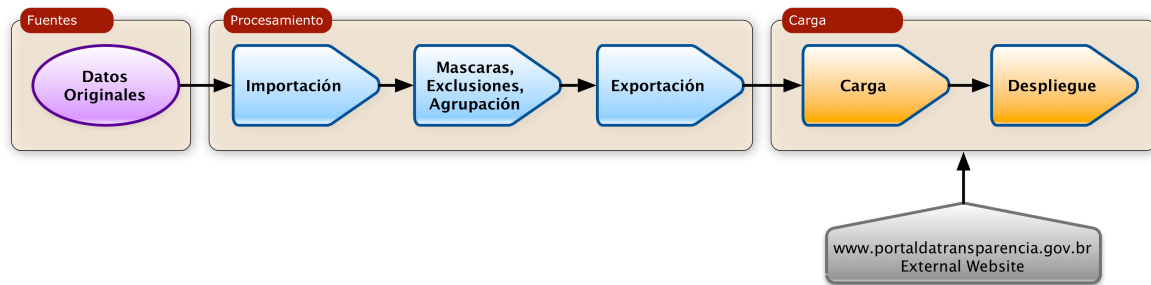 Fuentes
Procesamiento
Carga
Datos
Originales
Importación
Mascaras,
Exclusiones,
Agrupación
Exportación
Carga
Despliegue
www.portaldatransparencia.gov.br
External Website